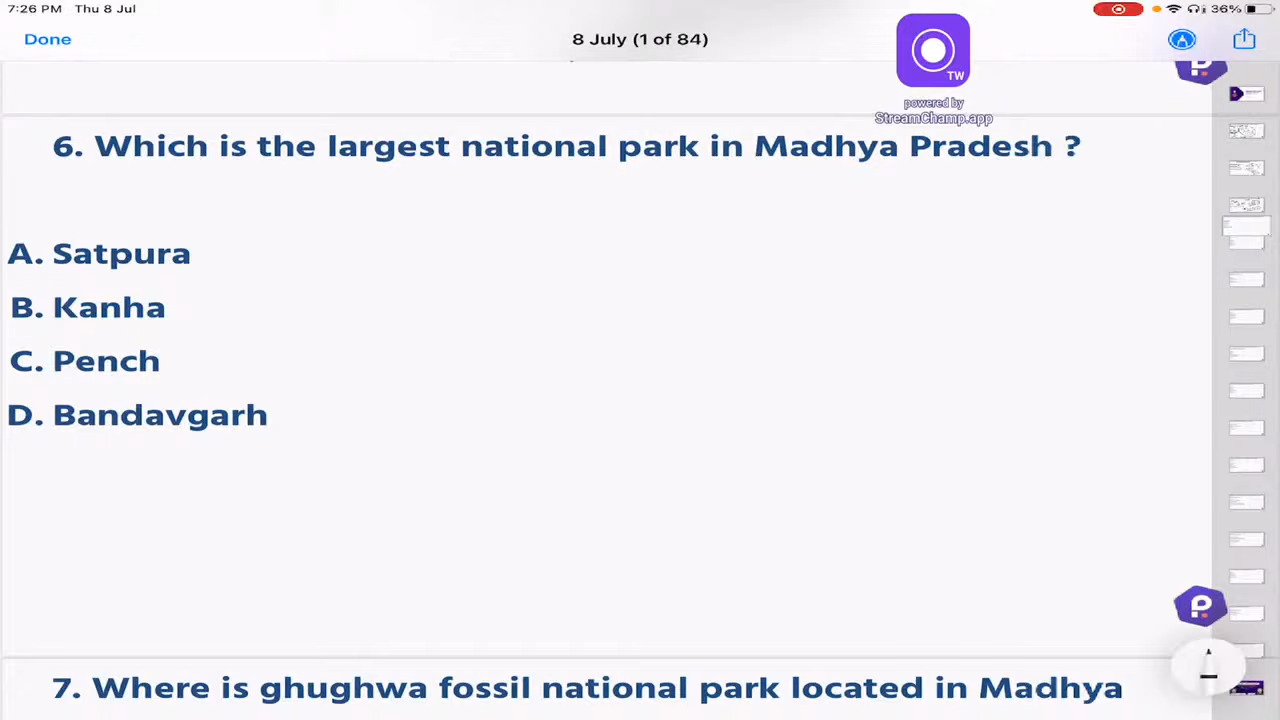 7:26 PM Thu 8 Jul
36%
Done
8 July (1 of 84)
TW
powered by
StreamChamp.app
6. Which is the largest national park in Madhya Pradesh ?
A. Satpura
B. Kanha
C. Pench
D. Bandavgarh
7. Where is ghughwa fossil national park located in Madhya